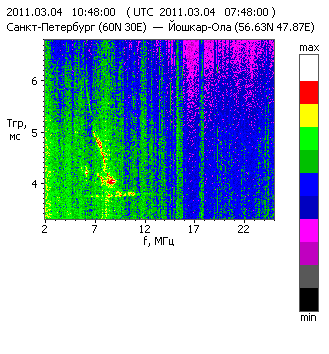 2011.03.04 10:48:00 (UTC 2011.03.04 07:48:00)
Санкт-Петербург (60N 30E) — Йошкар-Ола (56.63N 47.87E)
max
6
5
Tгр,
мс
4
2 7 12 17 22
f, МГц
min